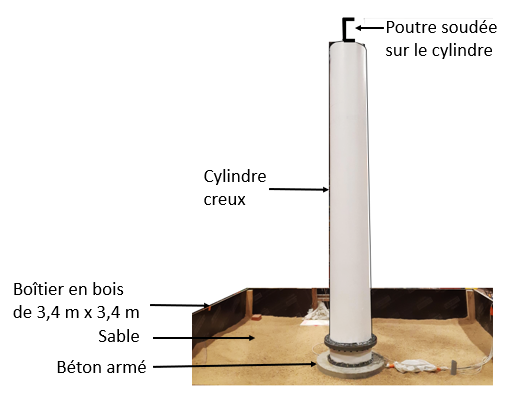 Poutre soudée
sur le cylindre
Cylindre
creux
Boîtier en bois
de 3,4 m x 3,4 m
Sable
Béton armé